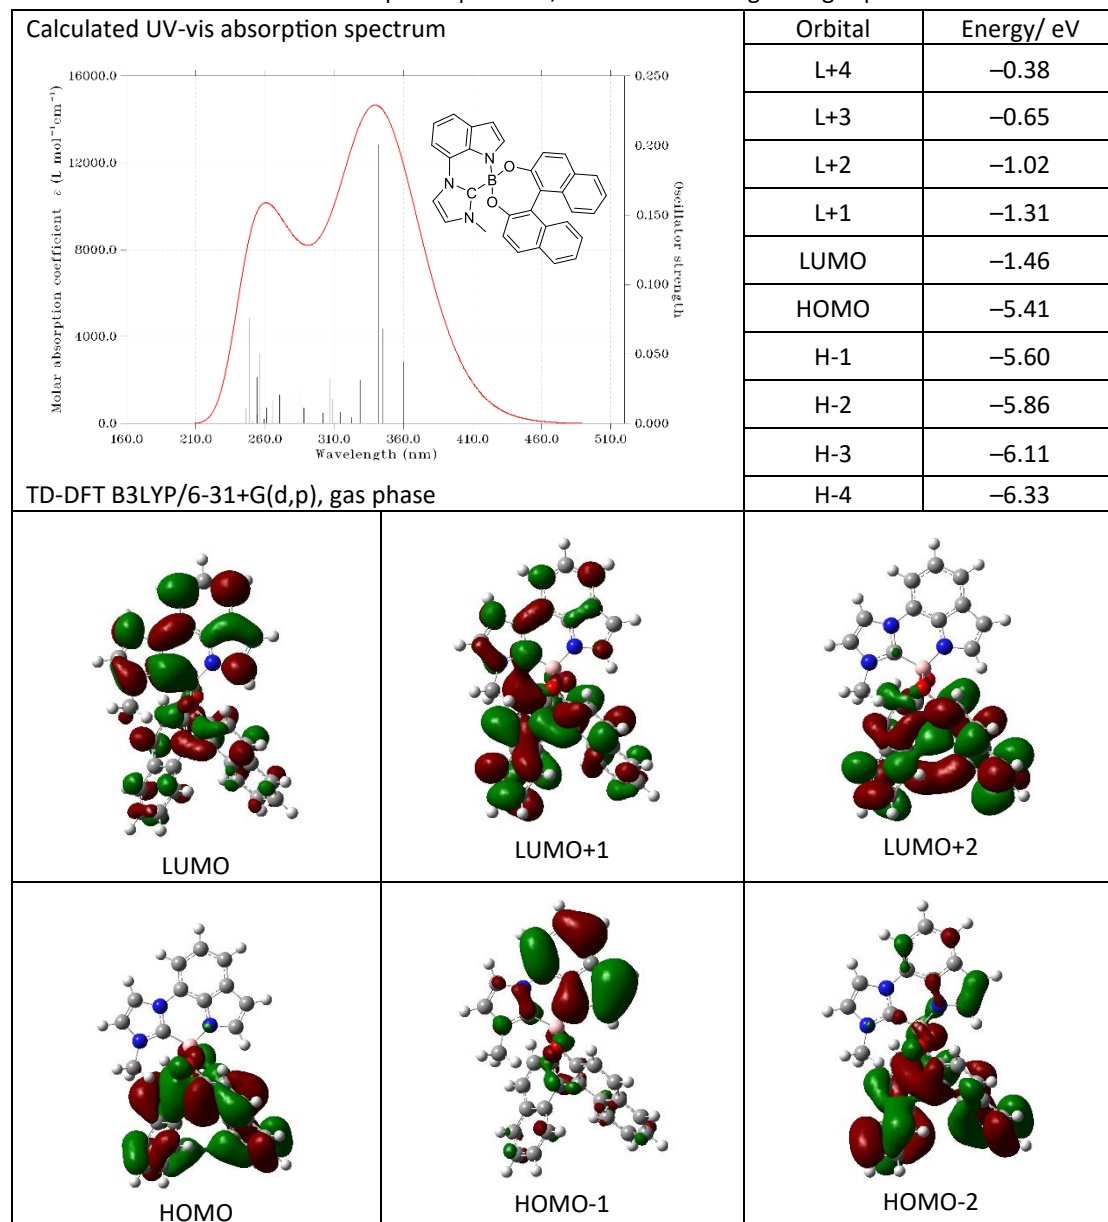 Calculated UV-vis absorption spectrum
Orbital Energy/ eV
L+4 –0.38
L+3 –0.65
L+2 –1.02
L+1 –1.31
LUMO –1.46
HOMO –5.41
H-1 –5.60
H-2 –5.86
H-3 –6.11
H-4 –6.33
Molar absorption coefficient ε (L mol⁻¹cm⁻¹)
16000.0
12000.0
8000.0
4000.0
0.0
0.250
0.200
0.150
0.100
0.050
0.000
Oscillator strength
160.0 210.0 260.0 310.0 360.0 410.0 460.0 510.0
Wavelength (nm)
N
B
O
N
C
O
N
TD-DFT B3LYP/6-31+G(d,p), gas phase
LUMO
LUMO+1
LUMO+2
HOMO
HOMO-1
HOMO-2